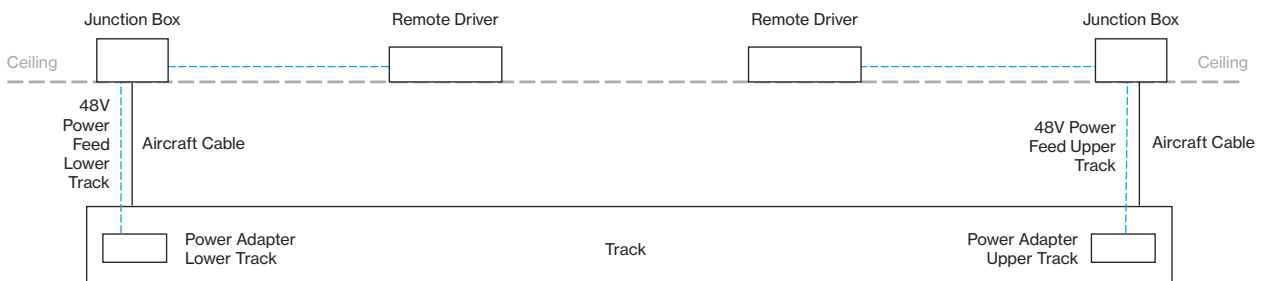 Junction Box
Remote Driver
Remote Driver
Junction Box
Ceiling
Ceiling
48V
Power
Feed
Lower
Track
Aircraft Cable
48V Power
Feed Upper
Track
Aircraft Cable
Power Adapter
Lower Track
Track
Power Adapter
Upper Track